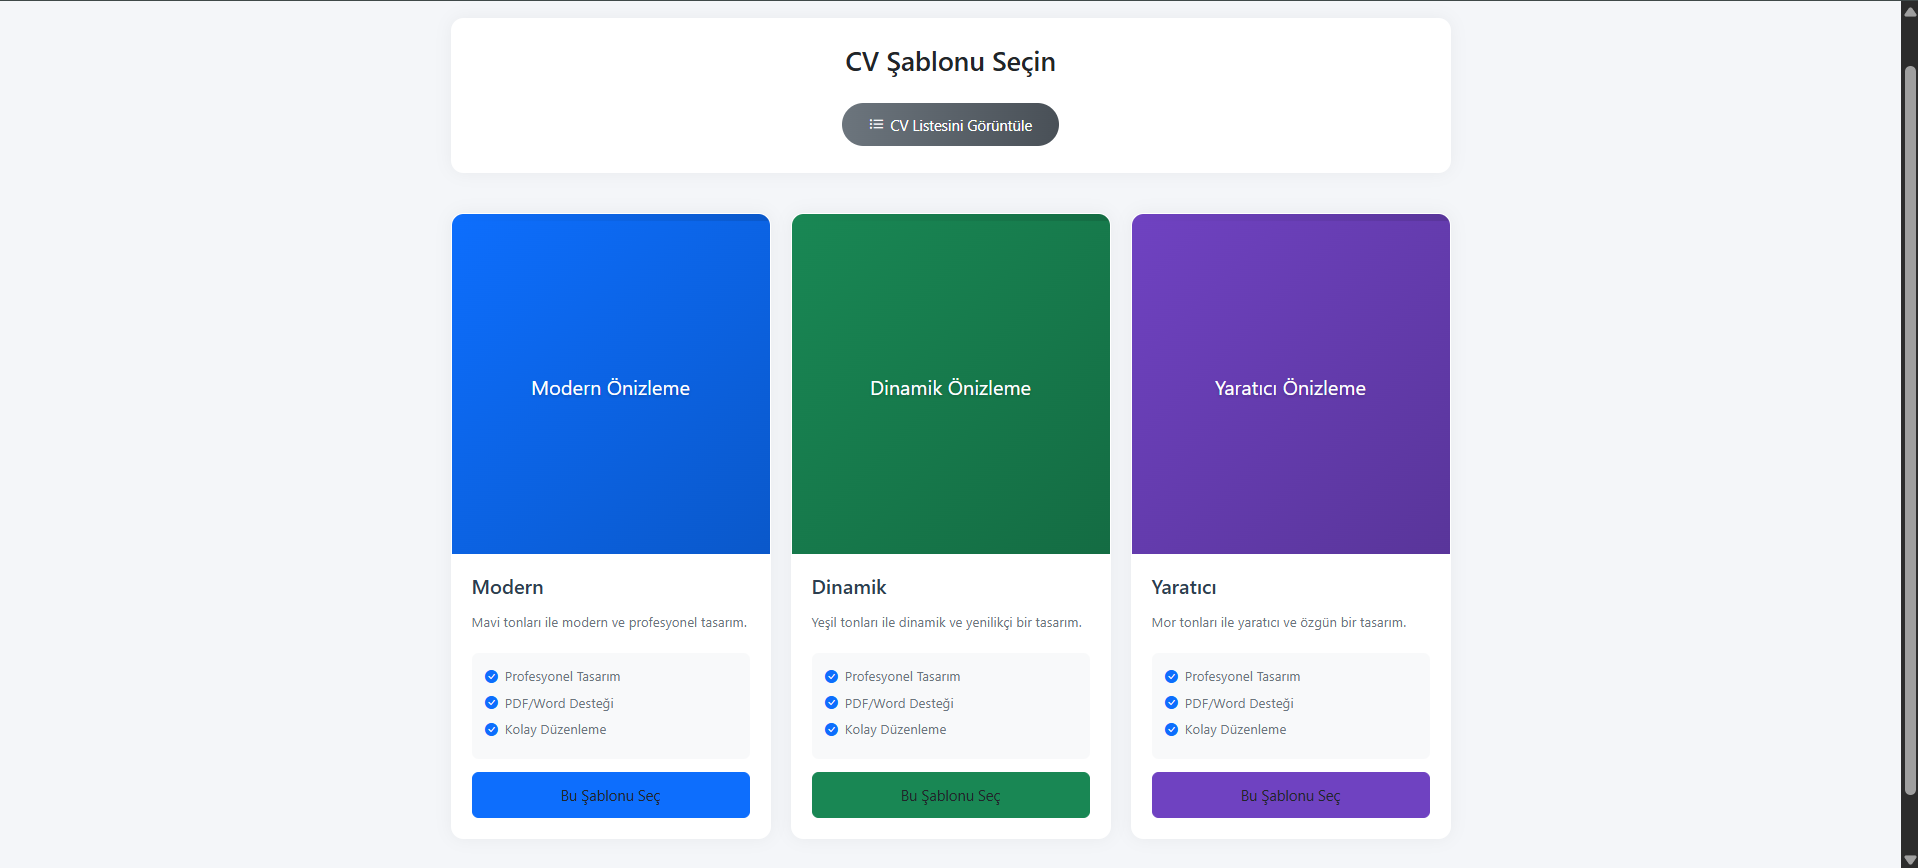 CV Şablonu Seçin
CV Listesini Görüntüle
Modern Önizleme
Dinamik Önizleme
Yaratıcı Önizleme
Modern
Mavi tonları ile modern ve profesyonel tasarım.
Profesyonel Tasarım
PDF/Word Desteği
Kolay Düzenleme
Bu Şablonu Seç
Dinamik
Yeşil tonları ile dinamik ve yenilikçi bir tasarım.
Profesyonel Tasarım
PDF/Word Desteği
Kolay Düzenleme
Bu Şablonu Seç
Yaratıcı
Mor tonları ile yaratıcı ve özgün bir tasarım.
Profesyonel Tasarım
PDF/Word Desteği
Kolay Düzenleme
Bu Şablonu Seç